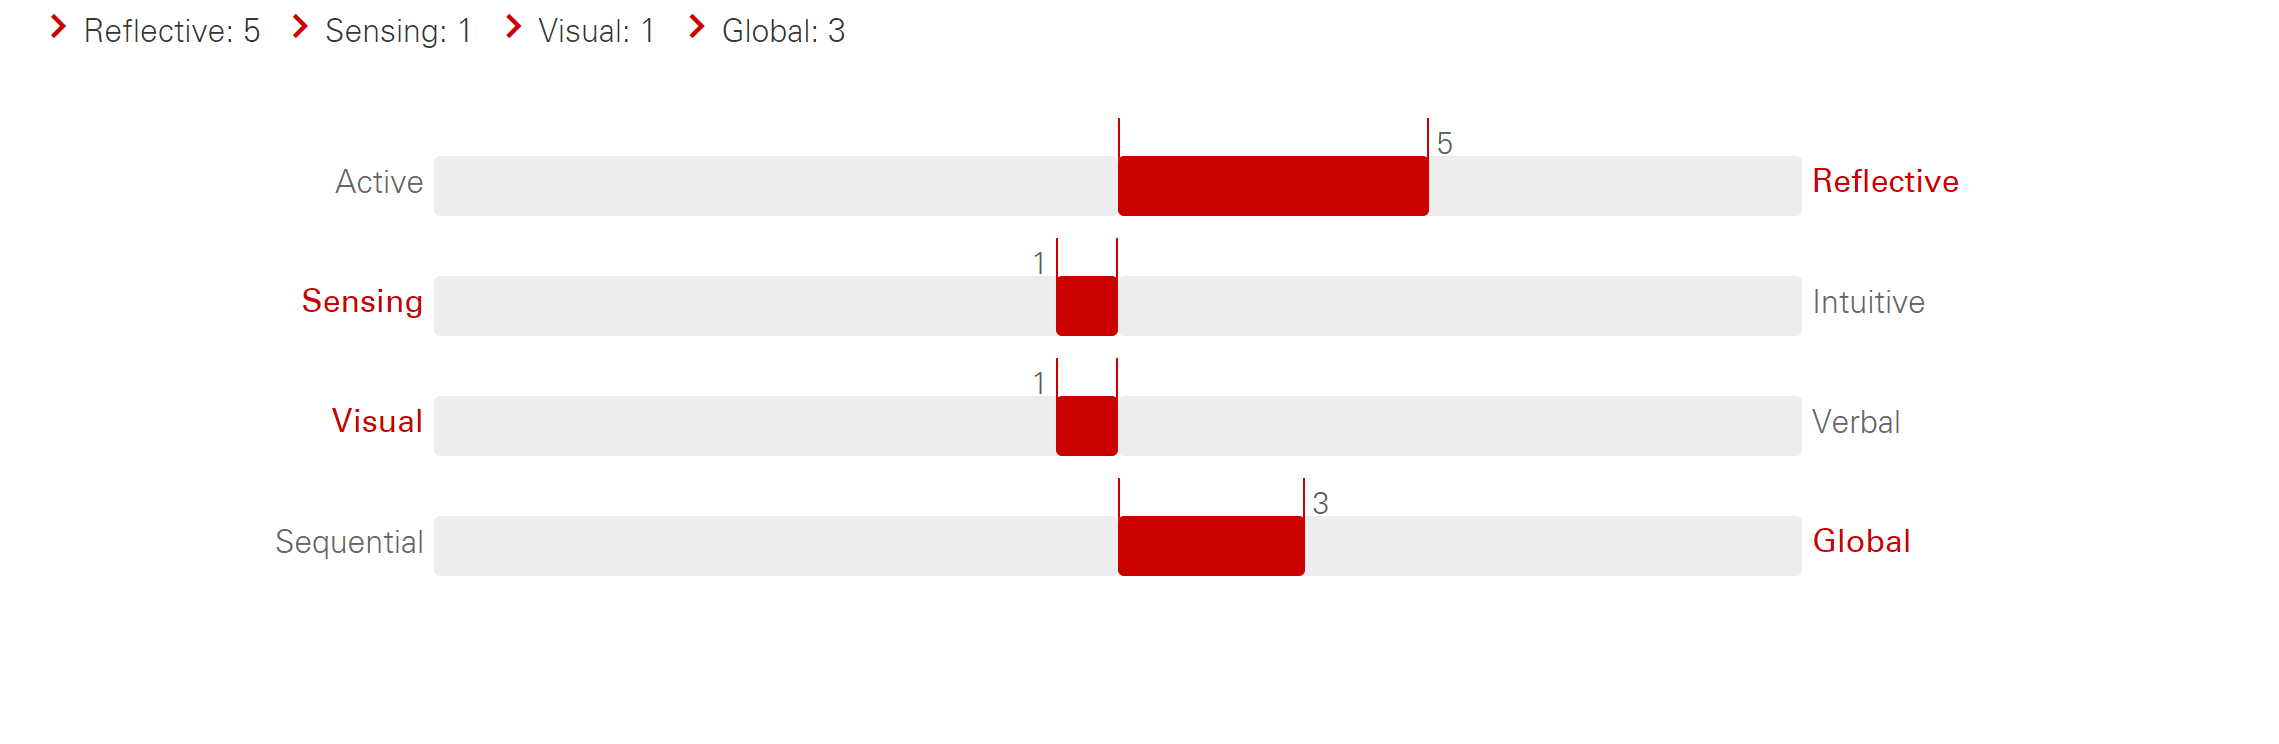 Reflective: 5 Sensing: 1 Visual: 1 Global: 3
5
Active Reflective
1
Sensing Intuitive
1
Visual Verbal
3
Sequential Global